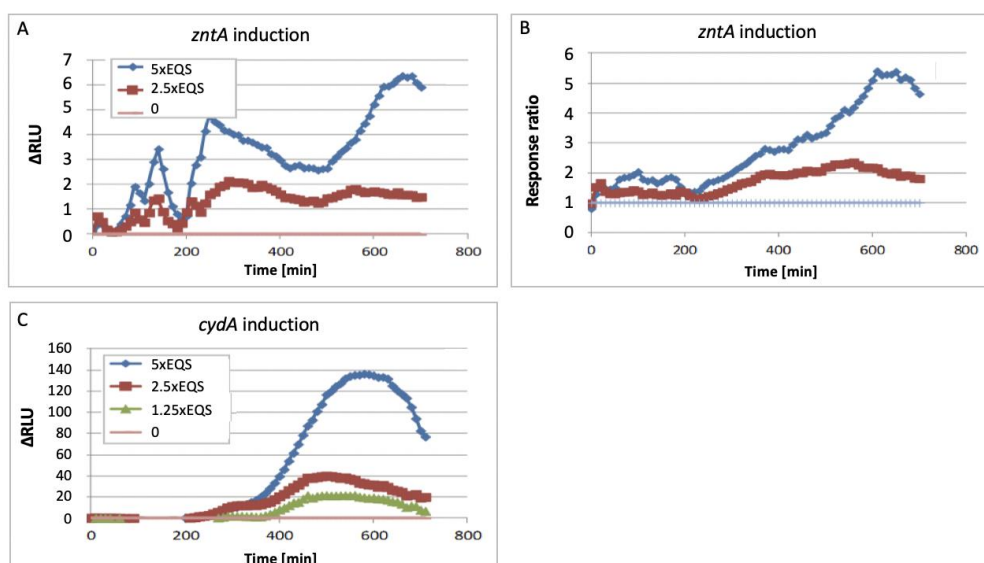 A
zntA induction
7
6
5
4
3
2
1
0
5xEQS
2.5xEQS
0
ΔRLU
0 200 400 600 800
Time [min]
B
zntA induction
6
5
4
3
2
1
0
Response ratio
0 200 400 600 800
Time [min]
C
cydA induction
160
140
120
100
80
60
40
20
0
5xEQS
2.5xEQS
1.25xEQS
0
ΔRLU
0 200 400 600 800
Time [min]